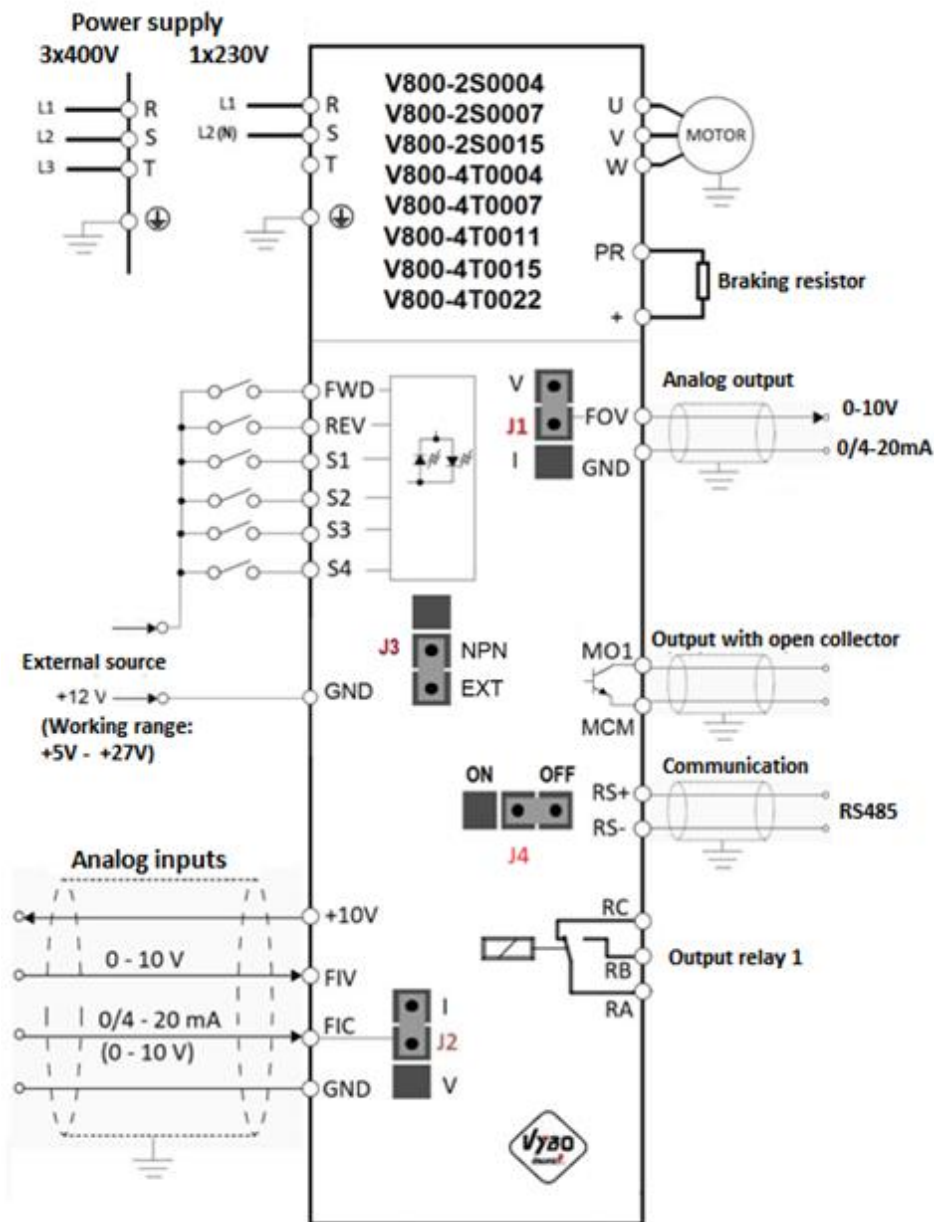 Power supply
3x400V
1x230V
L1
R
L2
S
L3
T
L1
R
L2 (N)
S
T
V800-2S0004
V800-2S0007
V800-2S0015
V800-4T0004
V800-4T0007
V800-4T0011
V800-4T0015
V800-4T0022
U
V
W
MOTOR
PR
+
Braking resistor
FWD
REV
S1
S2
S3
S4
V
J1
I
FOV
GND
Analog output
0-10V
0/4-20mA
J3
NPN
EXT
External source
+12 V
(Working range:
+5V - +27V)
GND
MO1
MCM
Output with open collector
ON
OFF
J4
RS+
RS-
Communication
RS485
Analog inputs
+10V
0 - 10 V
FIV
0/4 - 20 mA
(0 - 10 V)
FIC
GND
I
J2
V
RC
RB
RA
Output relay 1
VYBO